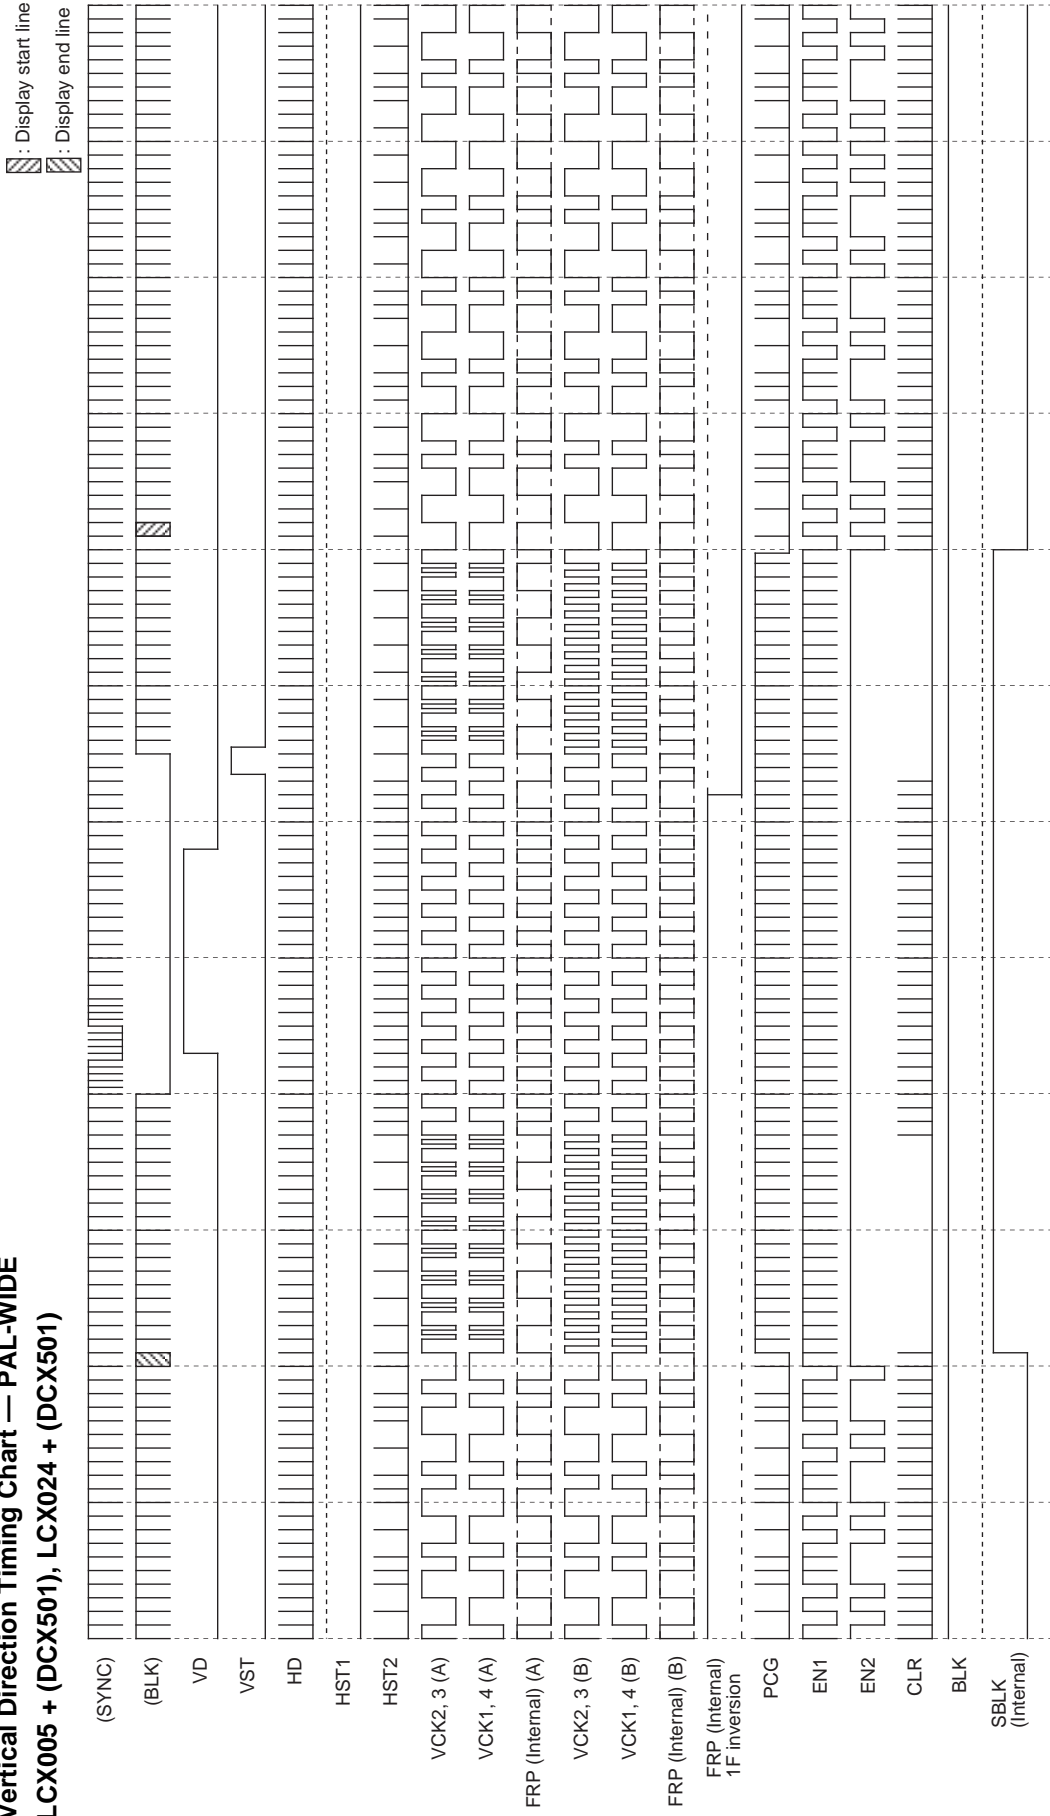 Vertical Direction Timing Chart — PAL-WIDE
LCX005 + (DCX501), LCX024 + (DCX501)
: Display start line
: Display end line
(SYNC)
(BLK)
VD
VST
HD
HST1
HST2
VCK2, 3 (A)
VCK1, 4 (A)
FRP (Internal) (A)
VCK2, 3 (B)
VCK1, 4 (B)
FRP (Internal) (B)
FRP (Internal)
1F inversion
PCG
EN1
EN2
CLR
BLK
SBLK
(Internal)